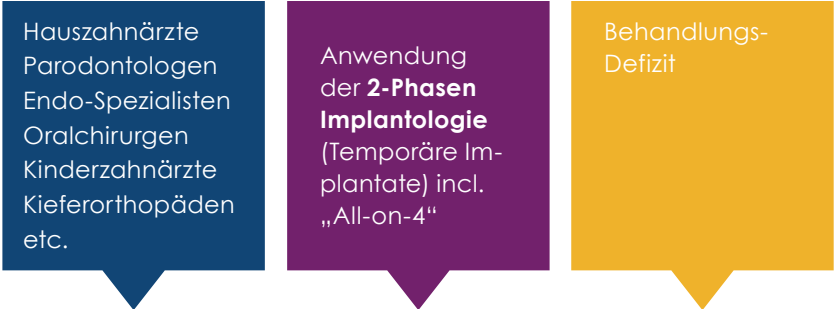 Hauszahnärzte
Parodontologen
Endo-Spezialisten
Oralchirurgen
Kinderzahnärzte
Kieferorthopäden
etc.
Anwendung
der 2-Phasen
Implantologie
(Temporäre Im-
plantate) incl.
„All-on-4“
Behandlungs-
Defizit